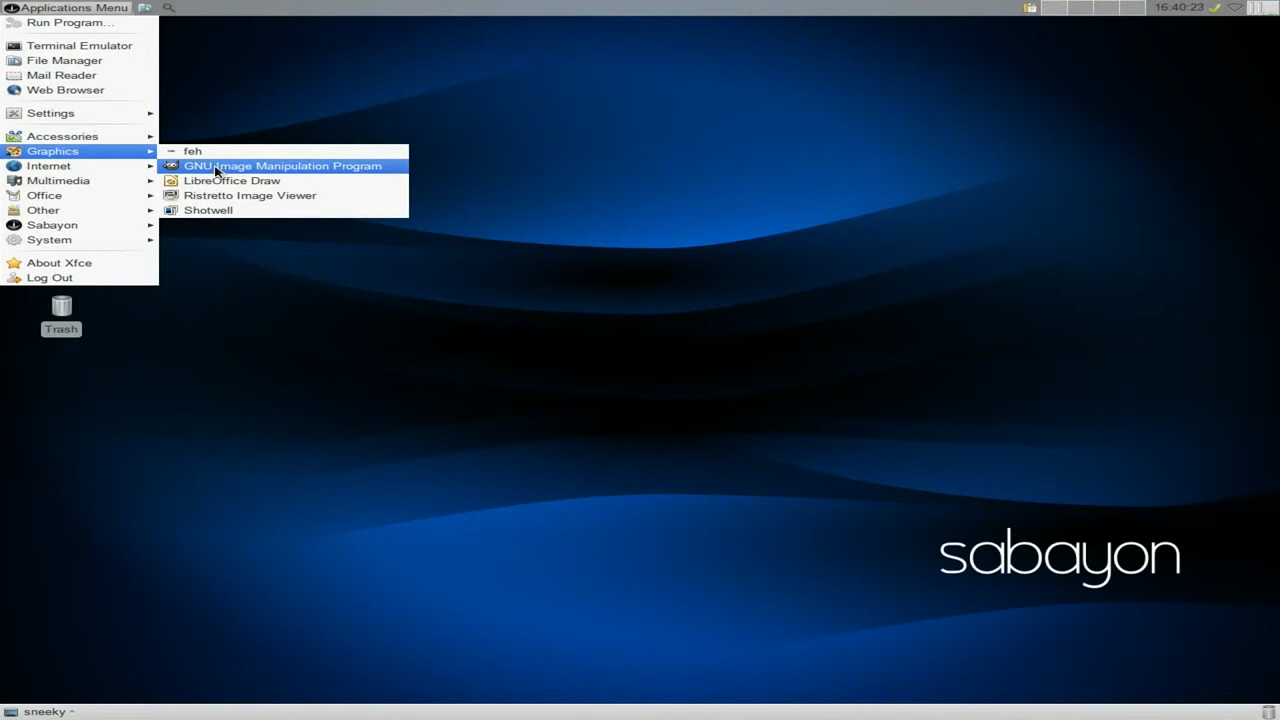 Applications Menu
16:40:23
Run Program...
Terminal Emulator
File Manager
Mail Reader
Web Browser
Settings
Accessories
Graphics
Internet
Multimedia
Office
Other
Sabayon
System
About Xfce
Log Out
feh
GNU Image Manipulation Program
LibreOffice Draw
Ristretto Image Viewer
Shotwell
Trash
sabayon
sneeky ~